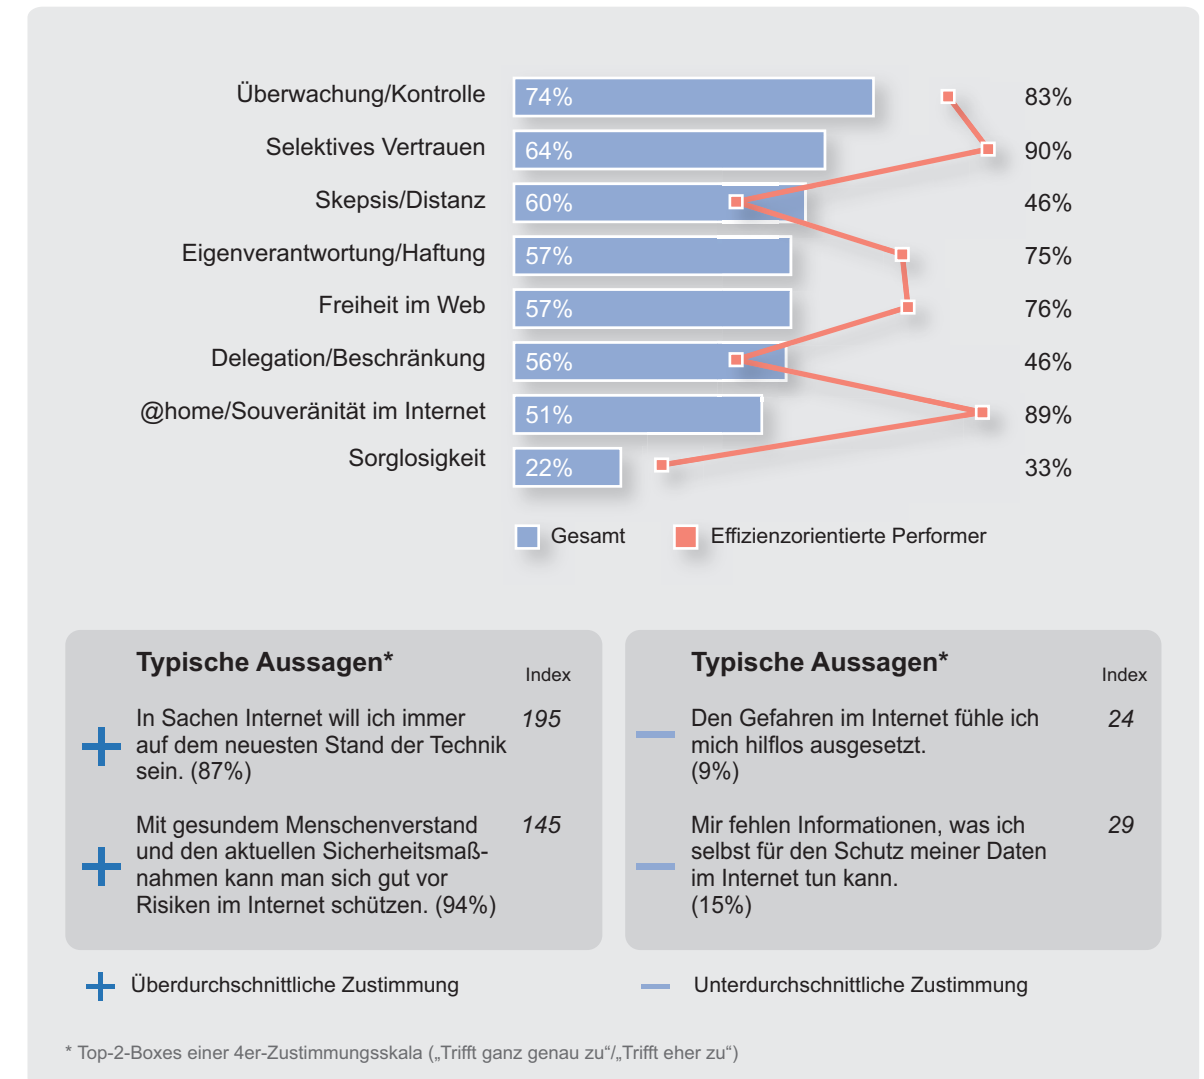 Überwachung/Kontrolle 74% 83%
Selektives Vertrauen 64% 90%
Skepsis/Distanz 60% 46%
Eigenverantwortung/Haftung 57% 75%
Freiheit im Web 57% 76%
Delegation/Beschränkung 56% 46%
@home/Souveränität im Internet 51% 89%
Sorglosigkeit 22% 33%
Gesamt Effizienzorientierte Performer
Typische Aussagen* Index
In Sachen Internet will ich immer 195
auf dem neuesten Stand der Technik
sein. (87%)
Mit gesundem Menschenverstand 145
und den aktuellen Sicherheitsmaß-
nahmen kann man sich gut vor
Risiken im Internet schützen. (94%)
Typische Aussagen* Index
Den Gefahren im Internet fühle ich 24
mich hilflos ausgesetzt.
(9%)
Mir fehlen Informationen, was ich 29
selbst für den Schutz meiner Daten
im Internet tun kann.
(15%)
Überdurchschnittliche Zustimmung
Unterdurchschnittliche Zustimmung
* Top-2-Boxes einer 4er-Zustimmungsskala („Trifft ganz genau zu“/„Trifft eher zu“)